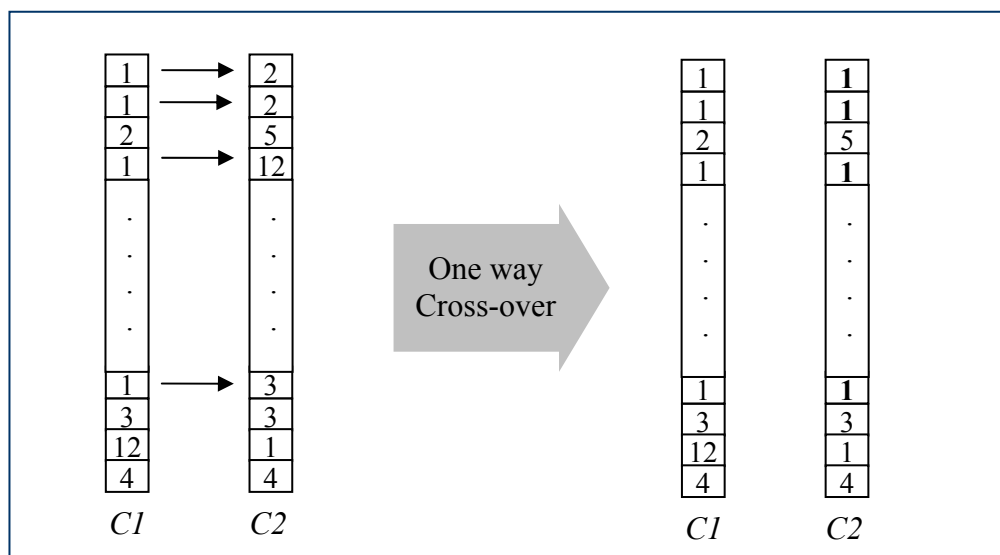 1 2 1 1
1 2 1 1
2 5 2 5
1 12 1 1
. . . .
. . . .
. . . .
. . . .
One way
Cross-over
1 3 1 1
3 3 3 3
12 1 12 1
4 4 4 4
C1 C2 C1 C2